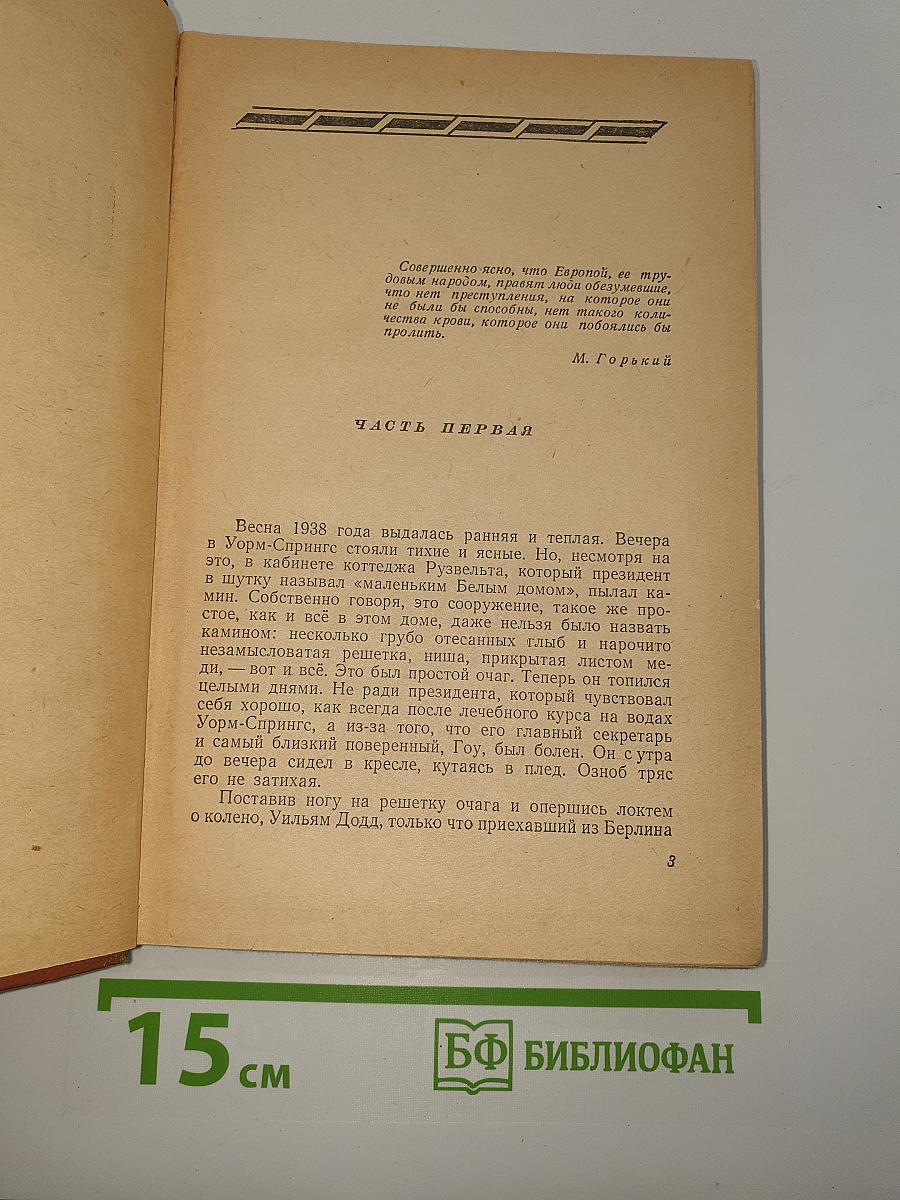 Совершенно ясно, что Европой, ее тру-
довым народом, правят люди обезумевшие,
что нет преступления, на которое они
не были бы способны, нет такого коли-
чества крови, которое они побоялись бы
пролить.
М. Горький
ЧАСТЬ ПЕРВАЯ
Весна 1938 года выдалась ранняя и теплая. Вечера
в Уорм-Спрингс стояли тихие и ясные. Но, несмотря на
это, в кабинете коттеджа Рузвельта, который президент
в шутку называл «маленьким Белым домом», пылал ка-
мин. Собственно говоря, это сооружение, такое же про-
стое, как и всё в этом доме, даже нельзя было назвать
камином: несколько грубо отесанных глыб и нарочито
незамысловатая решетка, ниша, прикрытая листом ме-
ди, — вот и всё. Это был простой очаг. Теперь он топился
целыми днями. Не ради президента, который чувствовал
себя хорошо, как всегда после лечебного курса на водах
Уорм-Спрингс, а из-за того, что его главный секретарь
и самый близкий поверенный, Гоу, был болен. Он с утра
до вечера сидел в кресле, кутаясь в плед. Озноб тряс
его не затихая.
Поставив ногу на решетку очага и опершись локтем
о колено, Уильям Додд, только что приехавший из Берлина
3
15 см
БФ БИБЛИОФАН